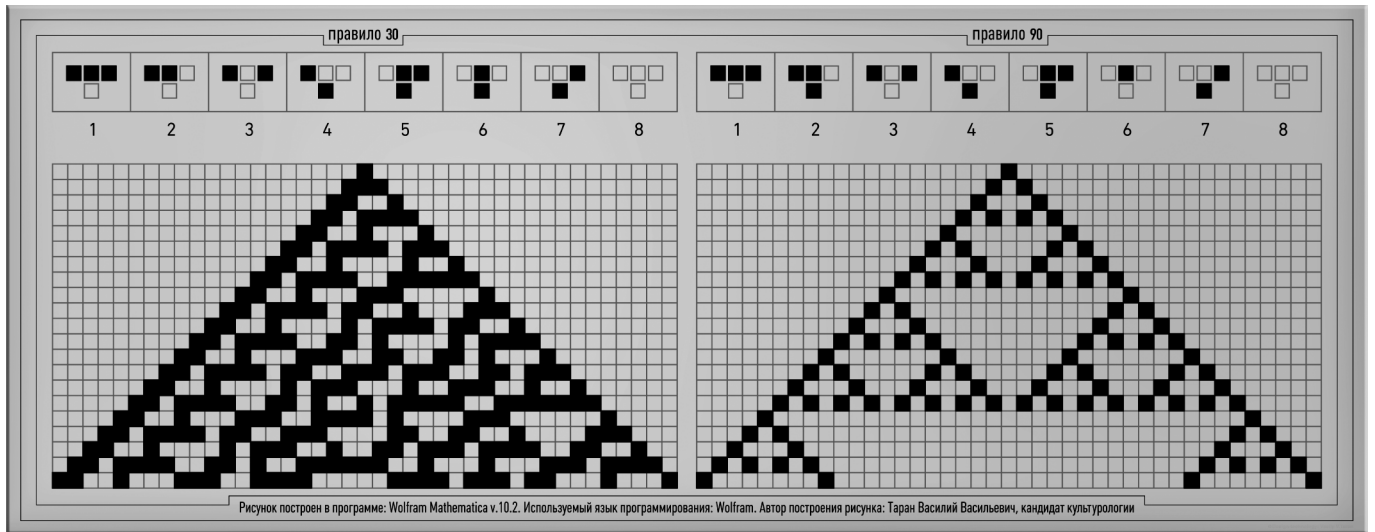 правило 30
правило 90
1 2 3 4 5 6 7 8
1 2 3 4 5 6 7 8
Рисунок построен в программе: Wolfram Mathematica v.10.2. Используемый язык программирования: Wolfram. Автор построения рисунка: Таран Василий Васильевич, кандидат культурологии